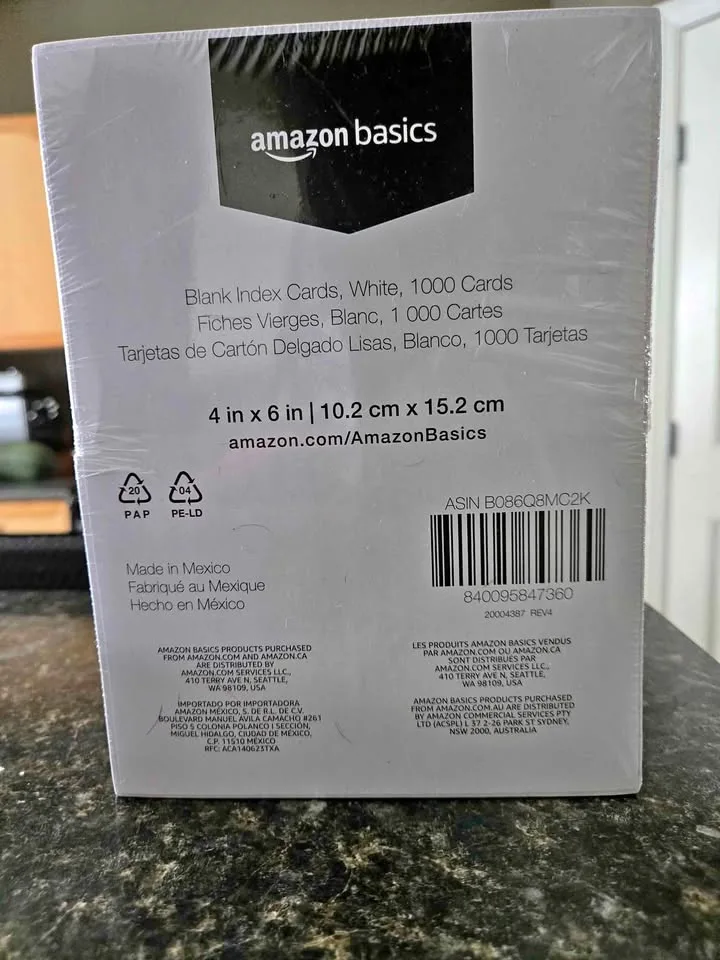 amazon basics
Blank Index Cards, White, 1000 Cards
Fiches Vierges, Blanc, 1 000 Cartes
Tarjetas de Cartón Delgado Lisas, Blanco, 1000 Tarjetas
4 in x 6 in | 10.2 cm x 15.2 cm
amazon.com/AmazonBasics
20
PAP
04
PE-LD
Made in Mexico
Fabriqué au Mexique
Hecho en México
ASIN B086Q8MC2K
840095847360
20004387 REV4
AMAZON BASICS PRODUCTS PURCHASED
FROM AMAZON.COM AND AMAZON.CA
ARE DISTRIBUTED BY
AMAZON.COM SERVICES LLC.,
410 TERRY AVE N, SEATTLE,
WA 98109, USA
IMPORTADO POR IMPORTADORA
AMAZON MÉXICO, S. DE R.L. DE C.V.
BOULEVARD MANUEL ÁVILA CAMACHO #261
PISO 5 COLONIA POLANCO I SECCIÓN,
MIGUEL HIDALGO, CIUDAD DE MÉXICO,
C.P. 11510 MÉXICO
RFC: ACA140623TXA
LES PRODUITS AMAZON BASICS VENDUS
PAR AMAZON.COM OU AMAZON.CA
SONT DISTRIBUÉS PAR
AMAZON.COM SERVICES LLC.,
410 TERRY AVE N, SEATTLE,
WA 98109, USA
AMAZON BASICS PRODUCTS PURCHASED
FROM AMAZON.COM.AU ARE DISTRIBUTED
BY AMAZON COMMERCIAL SERVICES PTY
LTD (ACSPL) L 37 2-26 PARK ST SYDNEY,
NSW 2000, AUSTRALIA